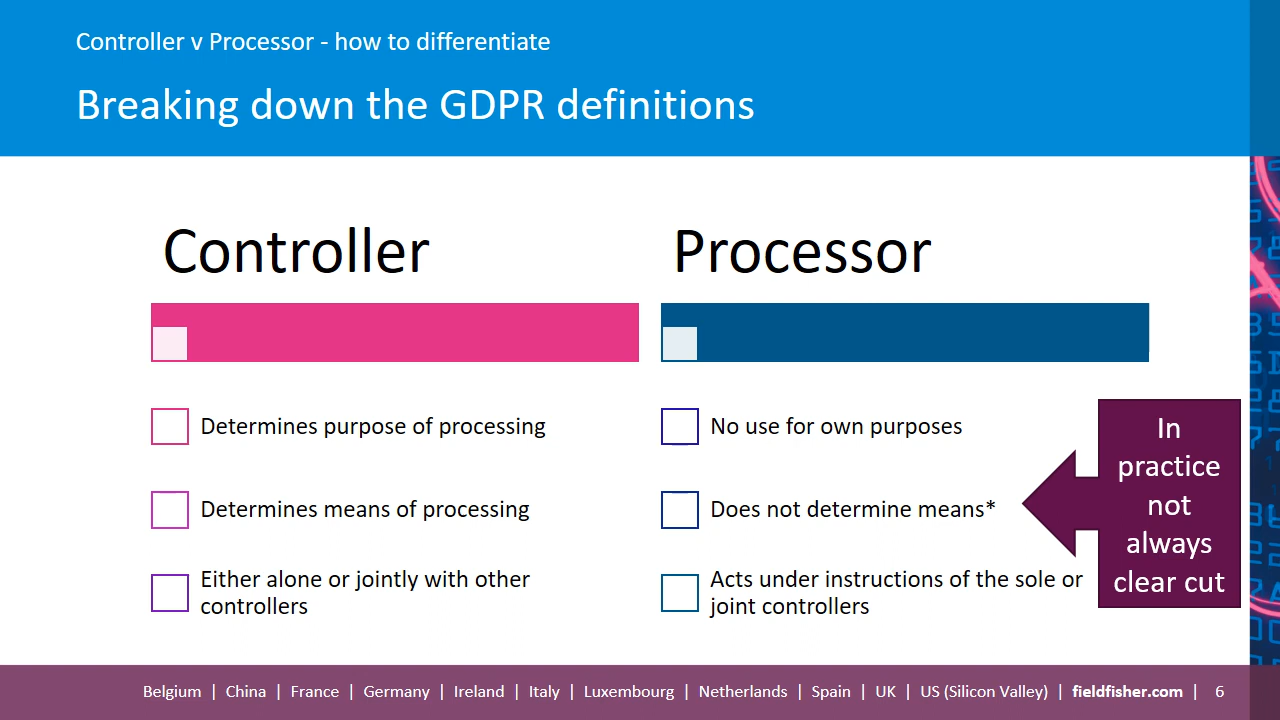 Controller v Processor - how to differentiate
Breaking down the GDPR definitions
Controller
Determines purpose of processing
Determines means of processing
Either alone or jointly with other
controllers
Processor
No use for own purposes
Does not determine means*
Acts under instructions of the sole or
joint controllers
In
practice
not
always
clear cut
Belgium | China | France | Germany | Ireland | Italy | Luxembourg | Netherlands | Spain | UK | US (Silicon Valley) | fieldfisher.com | 6